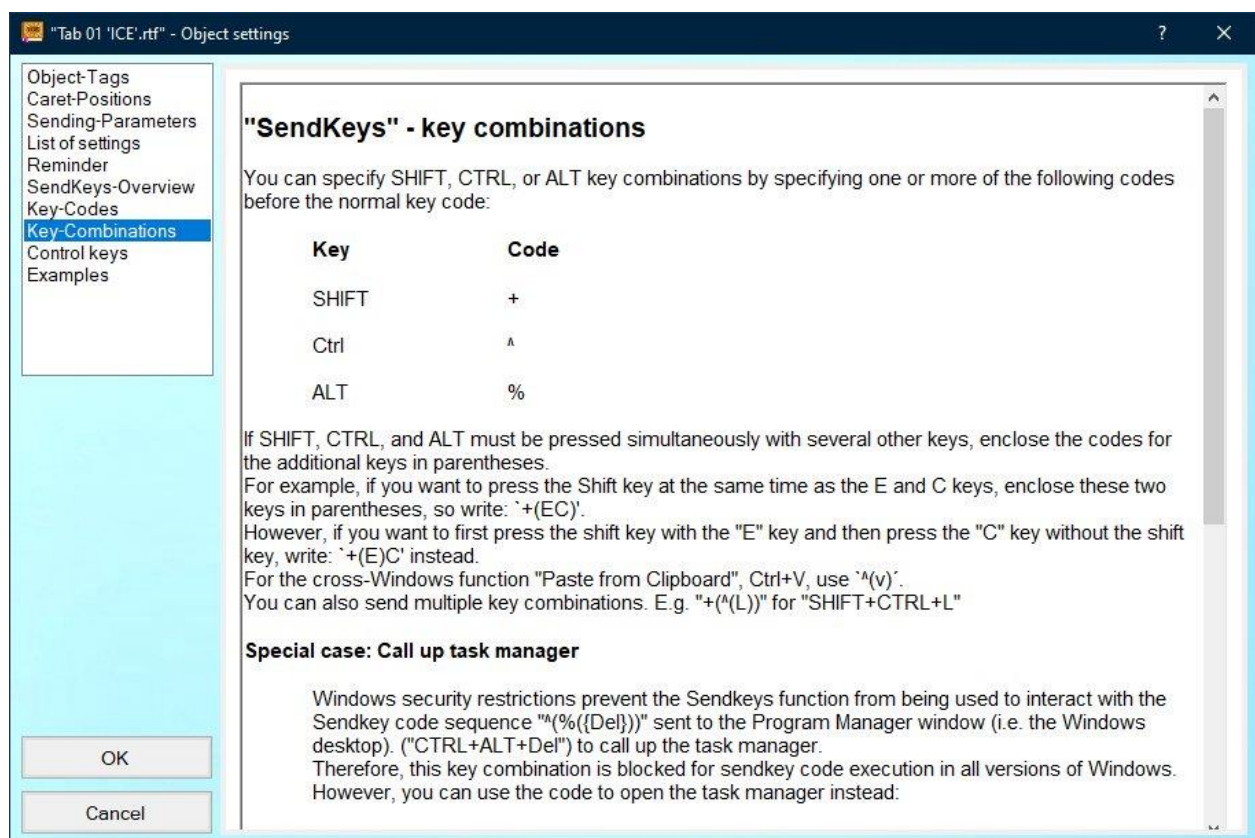 "Tab 01 'ICE'.rtf" - Object settings
?
Object-Tags
Caret-Positions
Sending-Parameters
List of settings
Reminder
SendKeys-Overview
Key-Codes
Key-Combinations
Control keys
Examples
OK
Cancel
"SendKeys" - key combinations
You can specify SHIFT, CTRL, or ALT key combinations by specifying one or more of the following codes
before the normal key code:
Key Code
SHIFT +
Ctrl ^
ALT %
If SHIFT, CTRL, and ALT must be pressed simultaneously with several other keys, enclose the codes for
the additional keys in parentheses.
For example, if you want to press the Shift key at the same time as the E and C keys, enclose these two
keys in parentheses, so write: `+(EC)'.
However, if you want to first press the shift key with the "E" key and then press the "C" key without the shift
key, write: `+(E)C' instead.
For the cross-Windows function "Paste from Clipboard", Ctrl+V, use `^(v)´.
You can also send multiple key combinations. E.g. "+(^(L))" for "SHIFT+CTRL+L"
Special case: Call up task manager
Windows security restrictions prevent the Sendkeys function from being used to interact with the
Sendkey code sequence "^(%({Del}))" sent to the Program Manager window (i.e. the Windows
desktop). ("CTRL+ALT+Del") to call up the task manager.
Therefore, this key combination is blocked for sendkey code execution in all versions of Windows.
However, you can use the code to open the task manager instead: